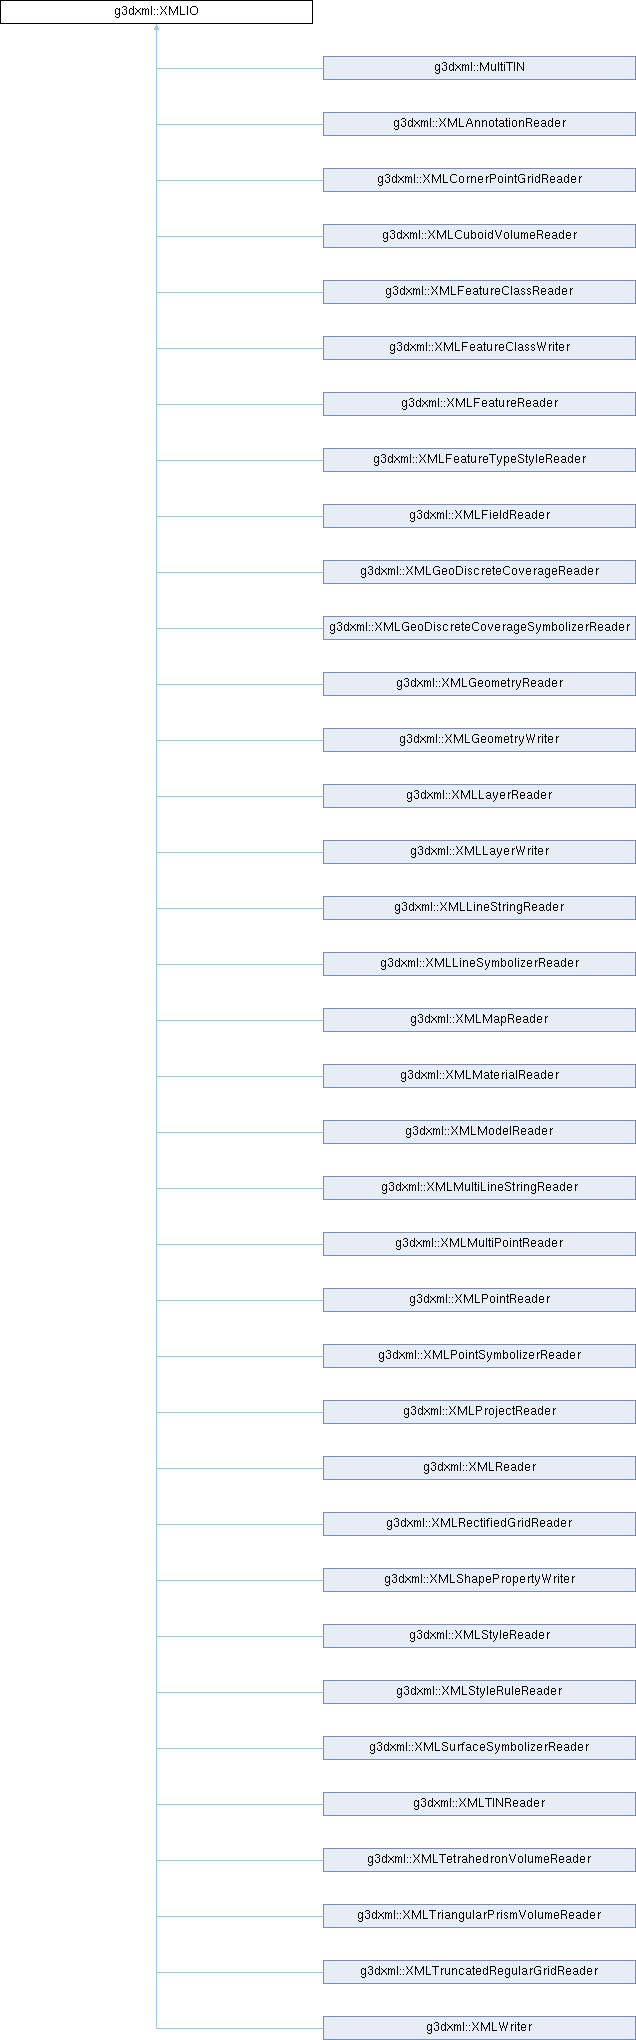 g3dxml::XMLIO
g3dxml::MultiTIN
g3dxml::XMLAnnotationReader
g3dxml::XMLCornerPointGridReader
g3dxml::XMLCuboidVolumeReader
g3dxml::XMLFeatureClassReader
g3dxml::XMLFeatureClassWriter
g3dxml::XMLFeatureReader
g3dxml::XMLFeatureTypeStyleReader
g3dxml::XMLFieldReader
g3dxml::XMLGeoDiscreteCoverageReader
g3dxml::XMLGeoDiscreteCoverageSymbolizerReader
g3dxml::XMLGeometryReader
g3dxml::XMLGeometryWriter
g3dxml::XMLLayerReader
g3dxml::XMLLayerWriter
g3dxml::XMLLineStringReader
g3dxml::XMLLineSymbolizerReader
g3dxml::XMLMapReader
g3dxml::XMLMaterialReader
g3dxml::XMLModelReader
g3dxml::XMLMultiLineStringReader
g3dxml::XMLMultiPointReader
g3dxml::XMLPointReader
g3dxml::XMLPointSymbolizerReader
g3dxml::XMLProjectReader
g3dxml::XMLReader
g3dxml::XMLRectifiedGridReader
g3dxml::XMLShapePropertyWriter
g3dxml::XMLStyleReader
g3dxml::XMLStyleRuleReader
g3dxml::XMLSurfaceSymbolizerReader
g3dxml::XMLTINReader
g3dxml::XMLTetrahedronVolumeReader
g3dxml::XMLTriangularPrismVolumeReader
g3dxml::XMLTruncatedRegularGridReader
g3dxml::XMLWriter